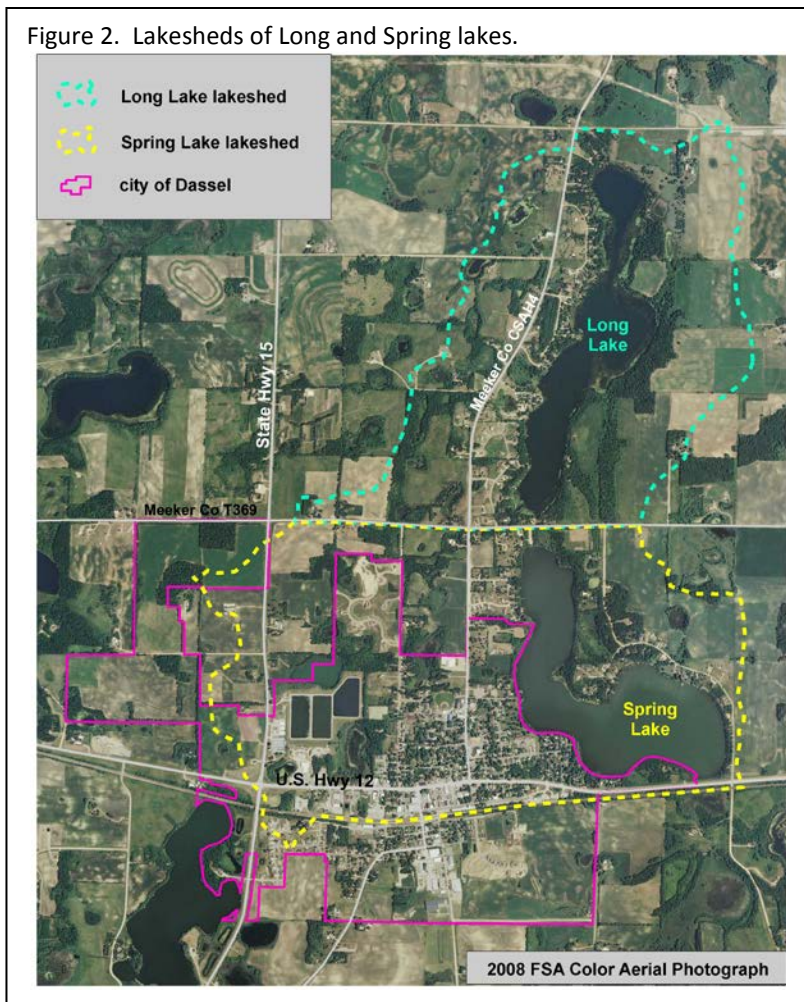 Figure 2. Lakesheds of Long and Spring lakes.
Long Lake lakeshed
Spring Lake lakeshed
city of Dassel
State Hwy 15
Meeker Co CSAH4
Long
Lake
Meeker Co T369
Spring
Lake
U.S. Hwy 12
2008 FSA Color Aerial Photograph